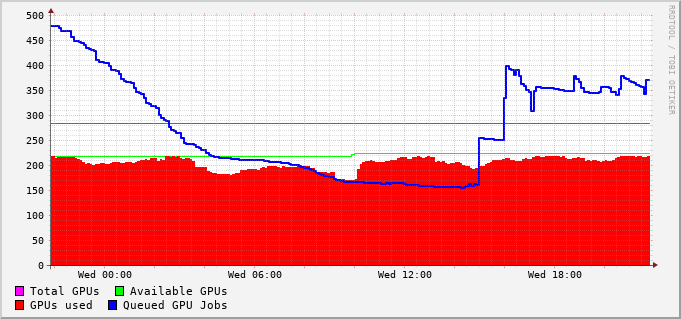 500
450
400
350
300
250
200
150
100
50
0
Wed 00:00 Wed 06:00 Wed 12:00 Wed 18:00
Total GPUs Available GPUs
GPUs used Queued GPU Jobs
RRDTOOL / TOBI OETIKER